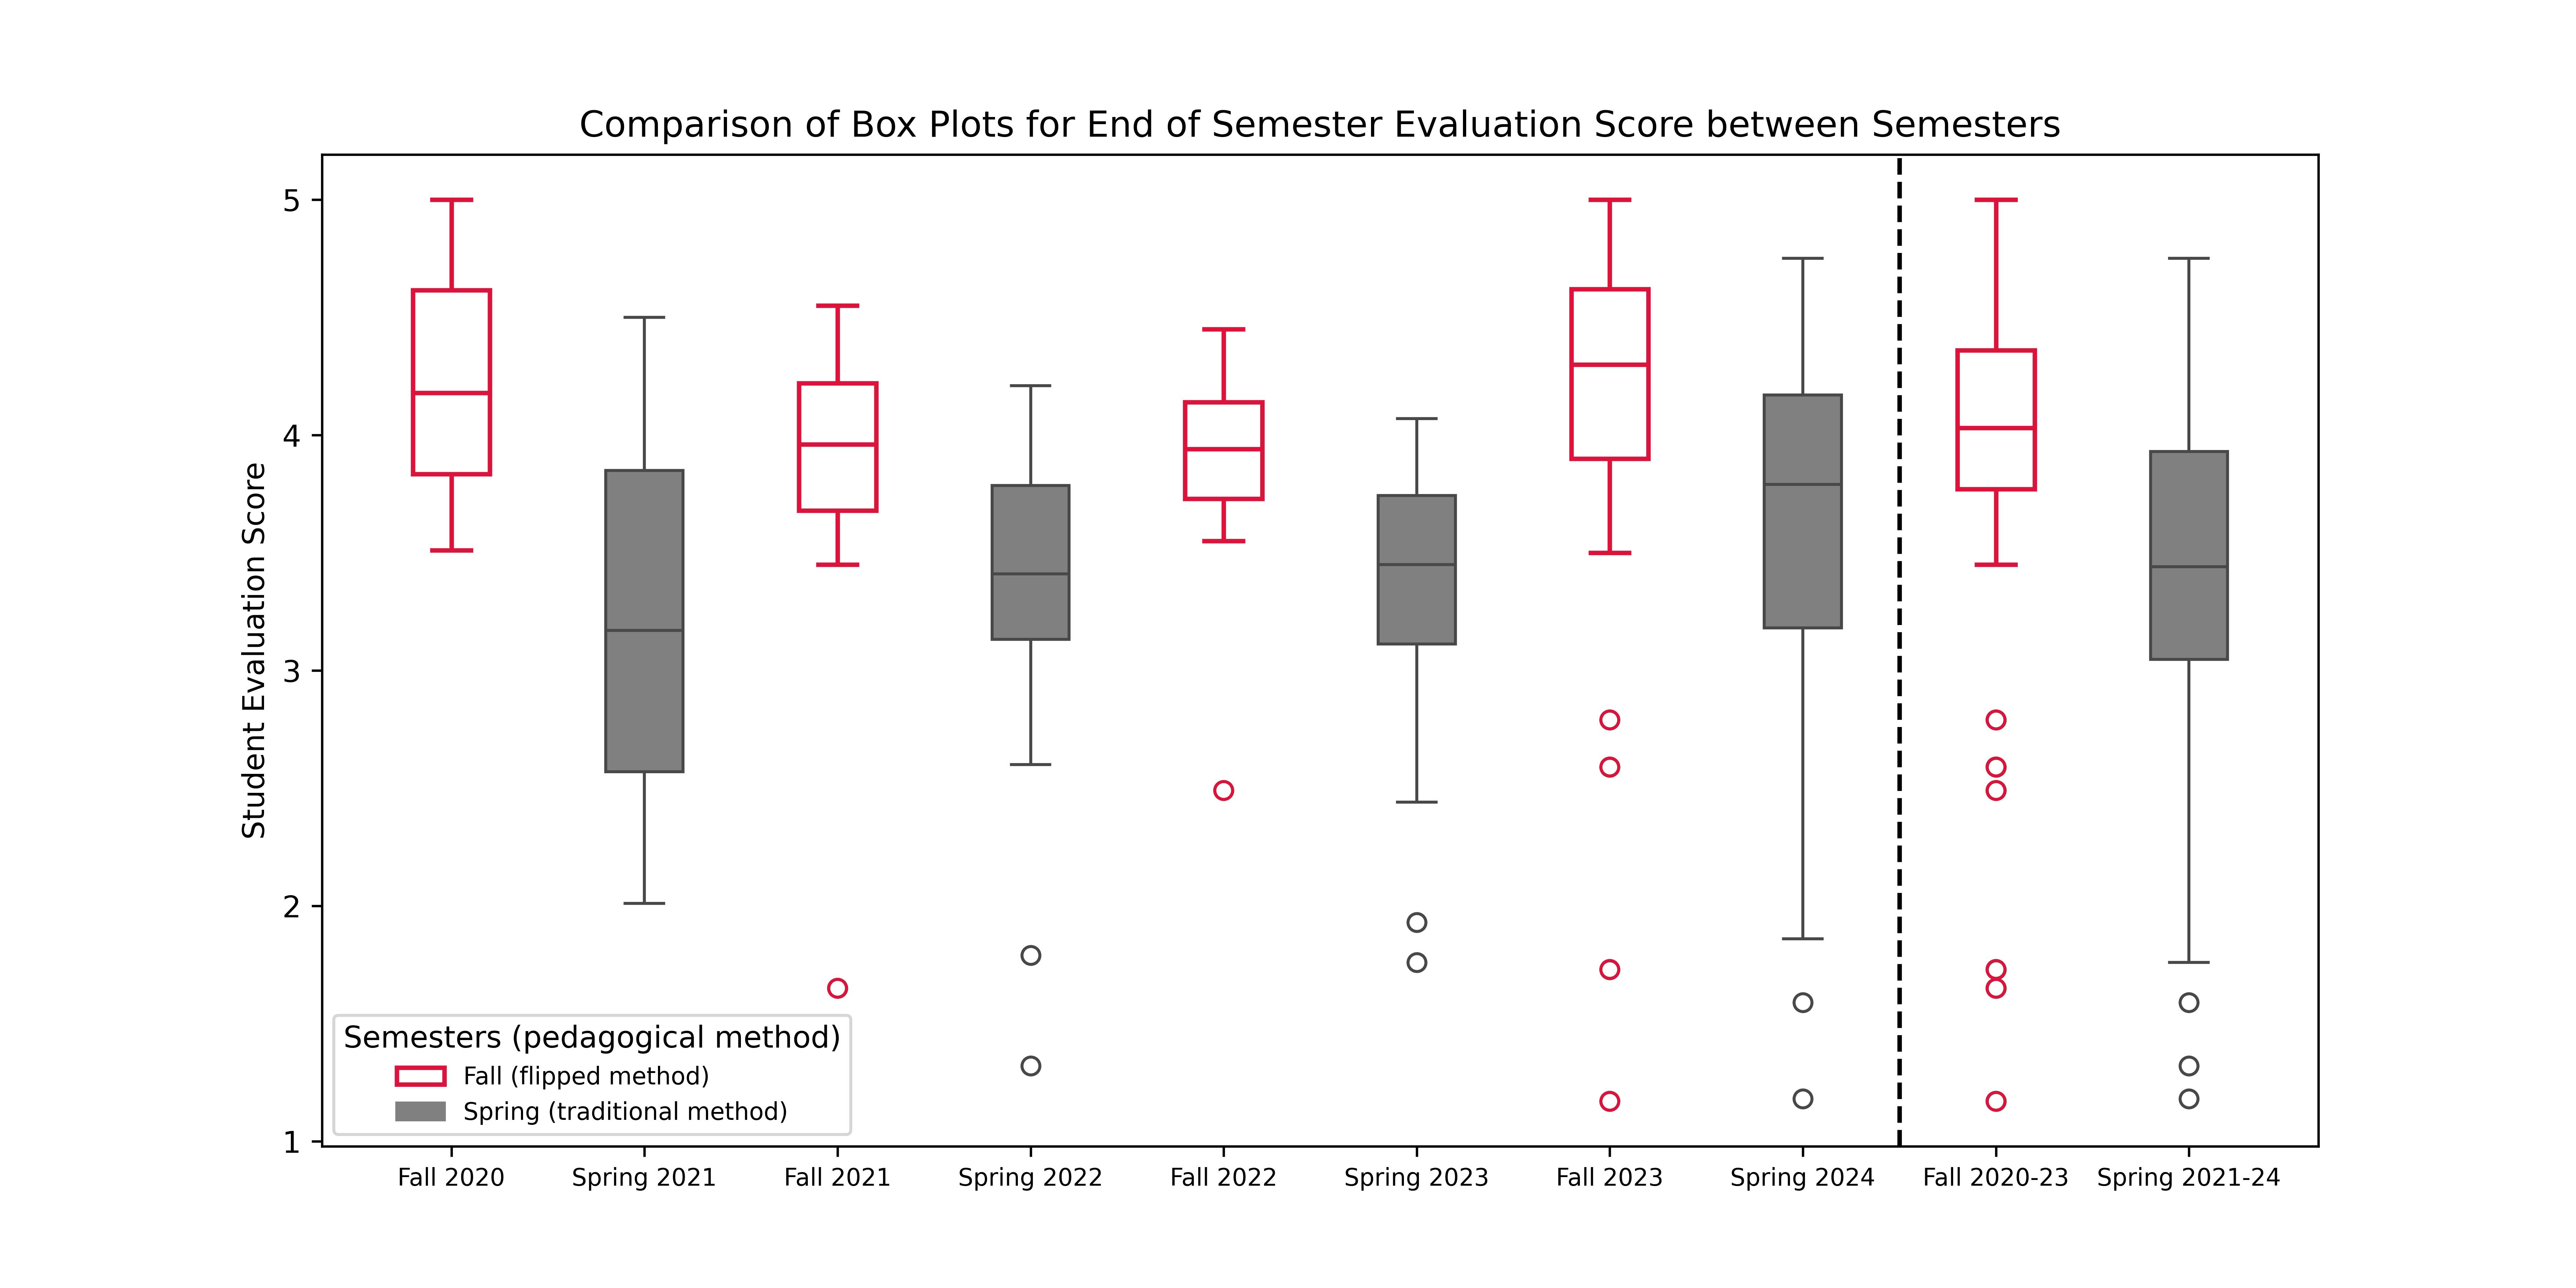 Comparison of Box Plots for End of Semester Evaluation Score between Semesters
Student Evaluation Score
5
4
3
2
1
Semesters (pedagogical method)
Fall (flipped method)
Spring (traditional method)
Fall 2020
Spring 2021
Fall 2021
Spring 2022
Fall 2022
Spring 2023
Fall 2023
Spring 2024
Fall 2020-23
Spring 2021-24